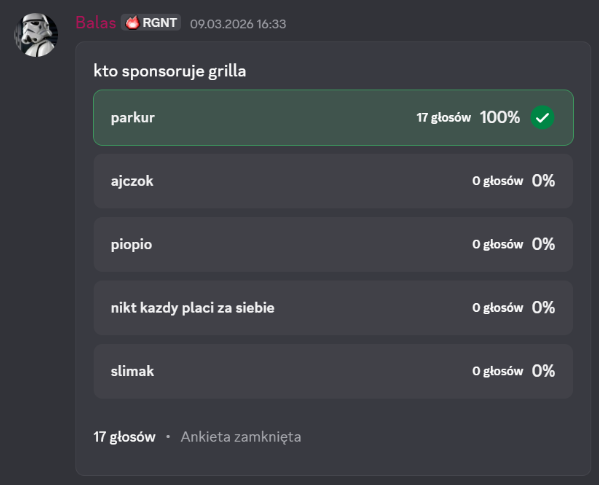 Balas RGNT 09.03.2026 16:33
kto sponsoruje grilla
parkur 17 głosów 100%
ajczok 0 głosów 0%
piopio 0 głosów 0%
nikt kazdy placi za siebie 0 głosów 0%
slimak 0 głosów 0%
17 głosów • Ankieta zamknięta